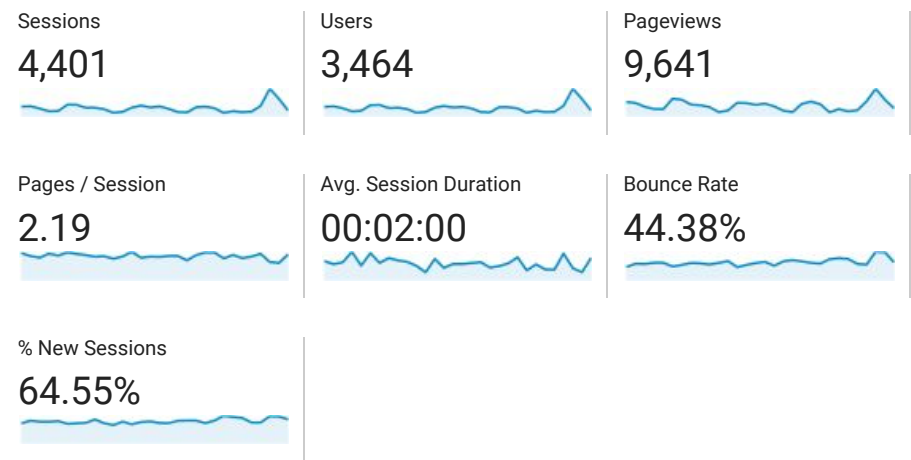 Sessions
4,401
Users
3,464
Pageviews
9,641
Pages / Session
2.19
Avg. Session Duration
00:02:00
Bounce Rate
44.38%
% New Sessions
64.55%